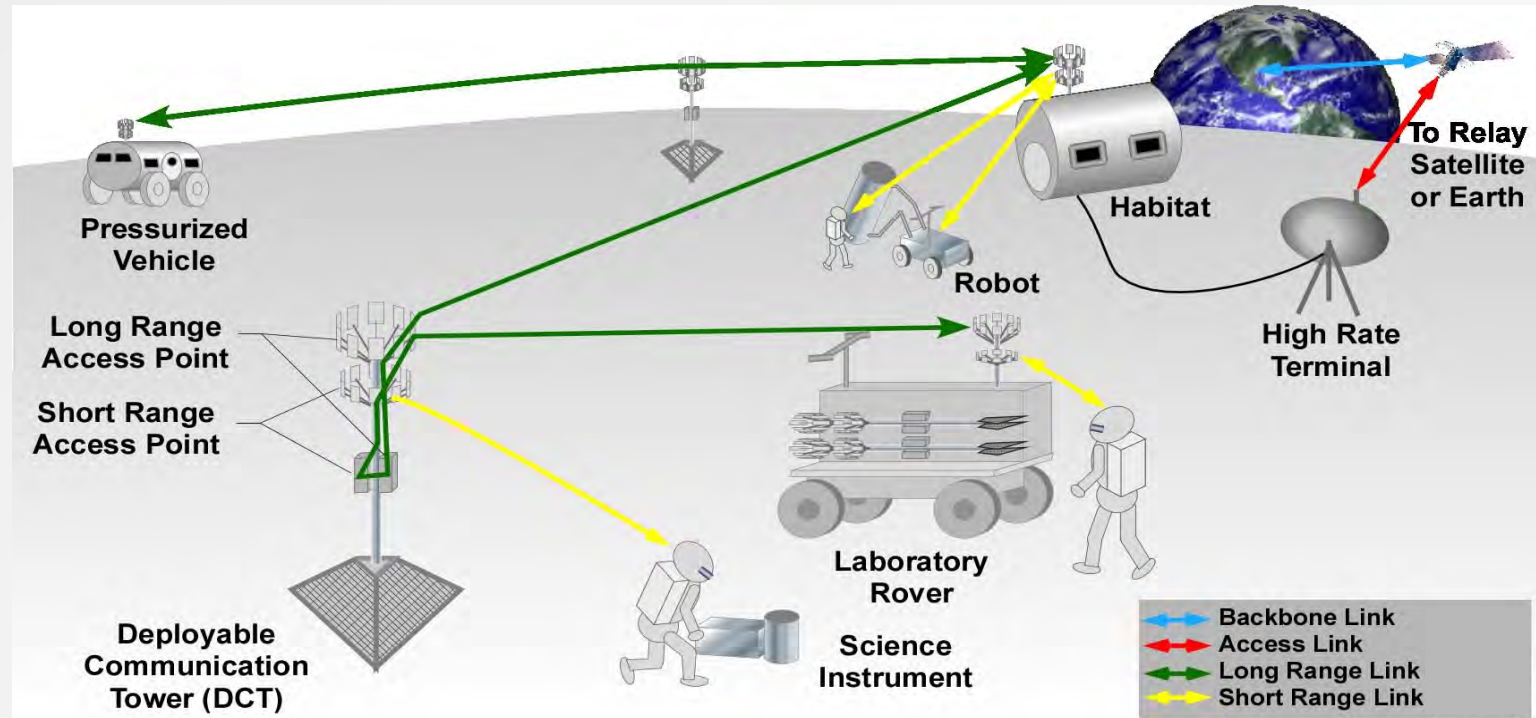 To Relay
Satellite
or Earth
Pressurized
Vehicle
Habitat
Robot
Long Range
Access Point
High Rate
Terminal
Short Range
Access Point
Laboratory
Rover
Deployable
Communication
Tower (DCT)
Science
Instrument
Backbone Link
Access Link
Long Range Link
Short Range Link